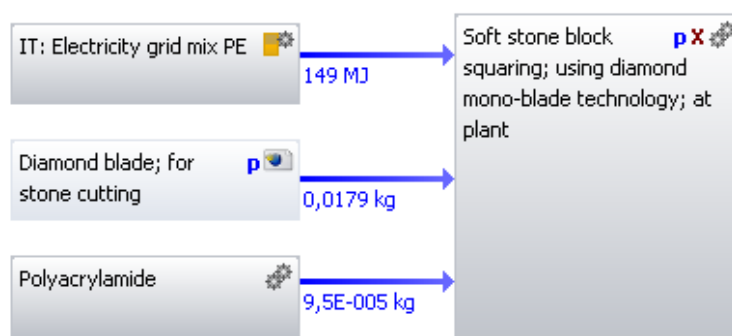 IT: Electricity grid mix PE
149 MJ
Soft stone block p X
squaring; using diamond
mono-blade technology; at
plant
Diamond blade; for p
stone cutting
0,0179 kg
Polyacrylamide
9,5E-005 kg